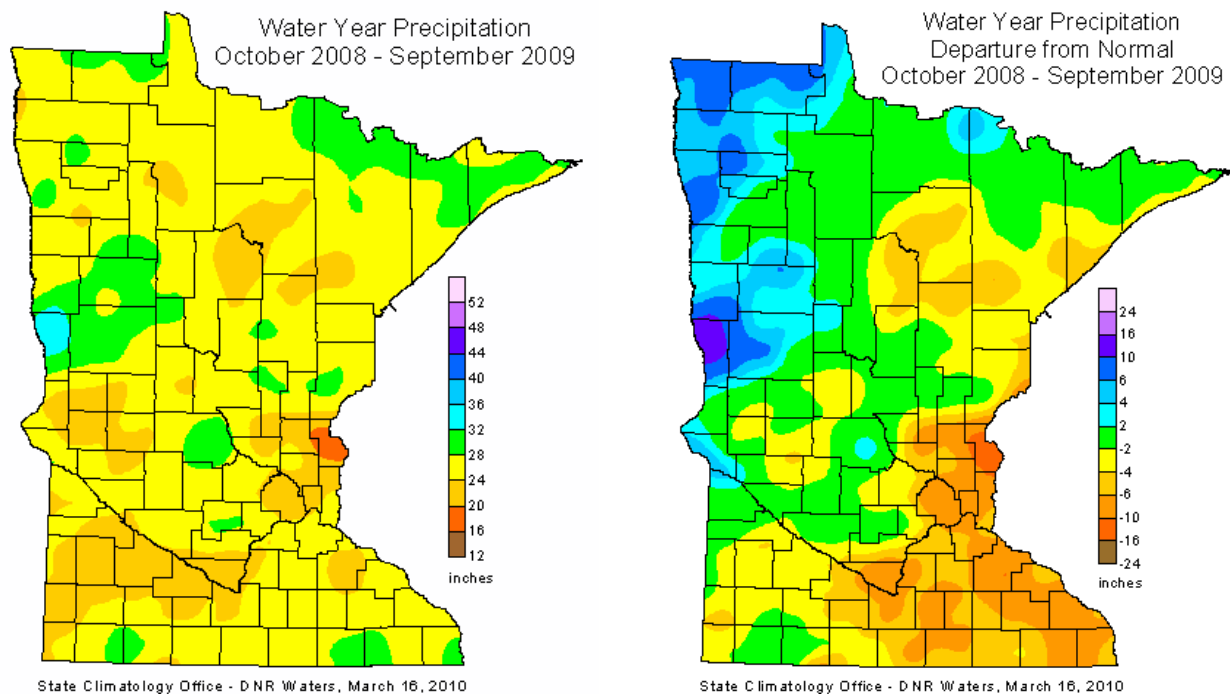 Water Year Precipitation
October 2008 - September 2009
52
48
44
40
36
32
28
24
20
16
12
inches
State Climatology Office - DNR Waters, March 16, 2010
Water Year Precipitation
Departure from Normal
October 2008 - September 2009
24
16
10
6
4
2
-2
-4
-6
-10
-16
-24
inches
State Climatology Office - DNR Waters, March 16, 2010